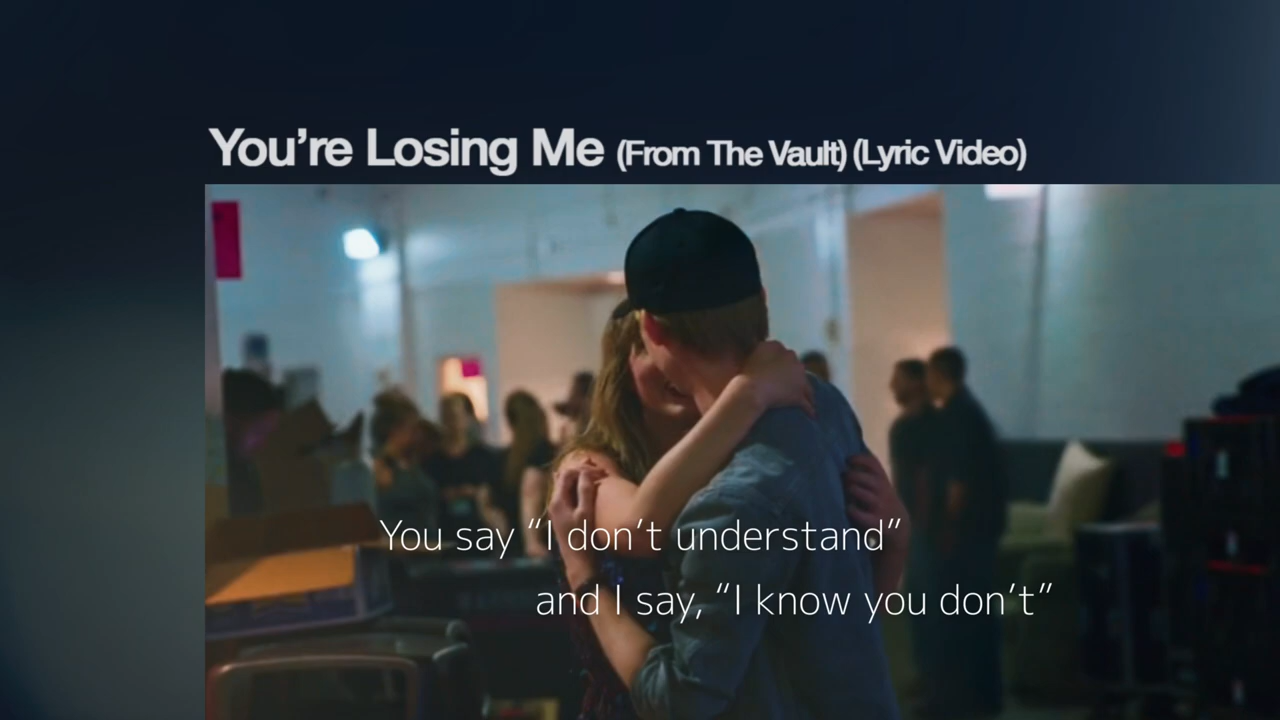 You’re Losing Me (From The Vault) (Lyric Video)
You say “I don’t understand”
and I say, “I know you don’t”